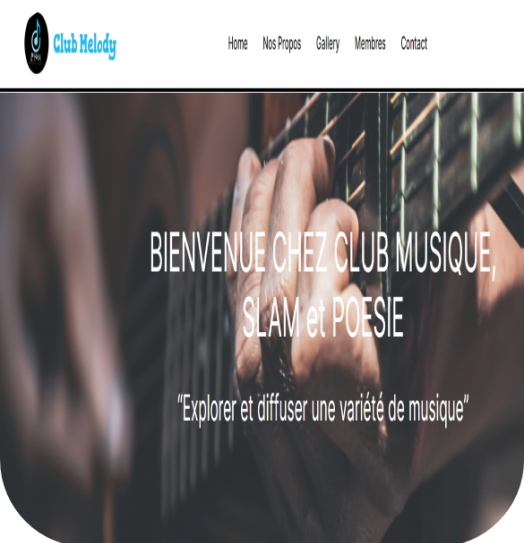 Club Melody
Home Nos Propos Gallery Membres Contact
BIENVENUE CHEZ CLUB MUSIQUE,
SLAM et POESIE
“Explorer et diffuser une variété de musique”